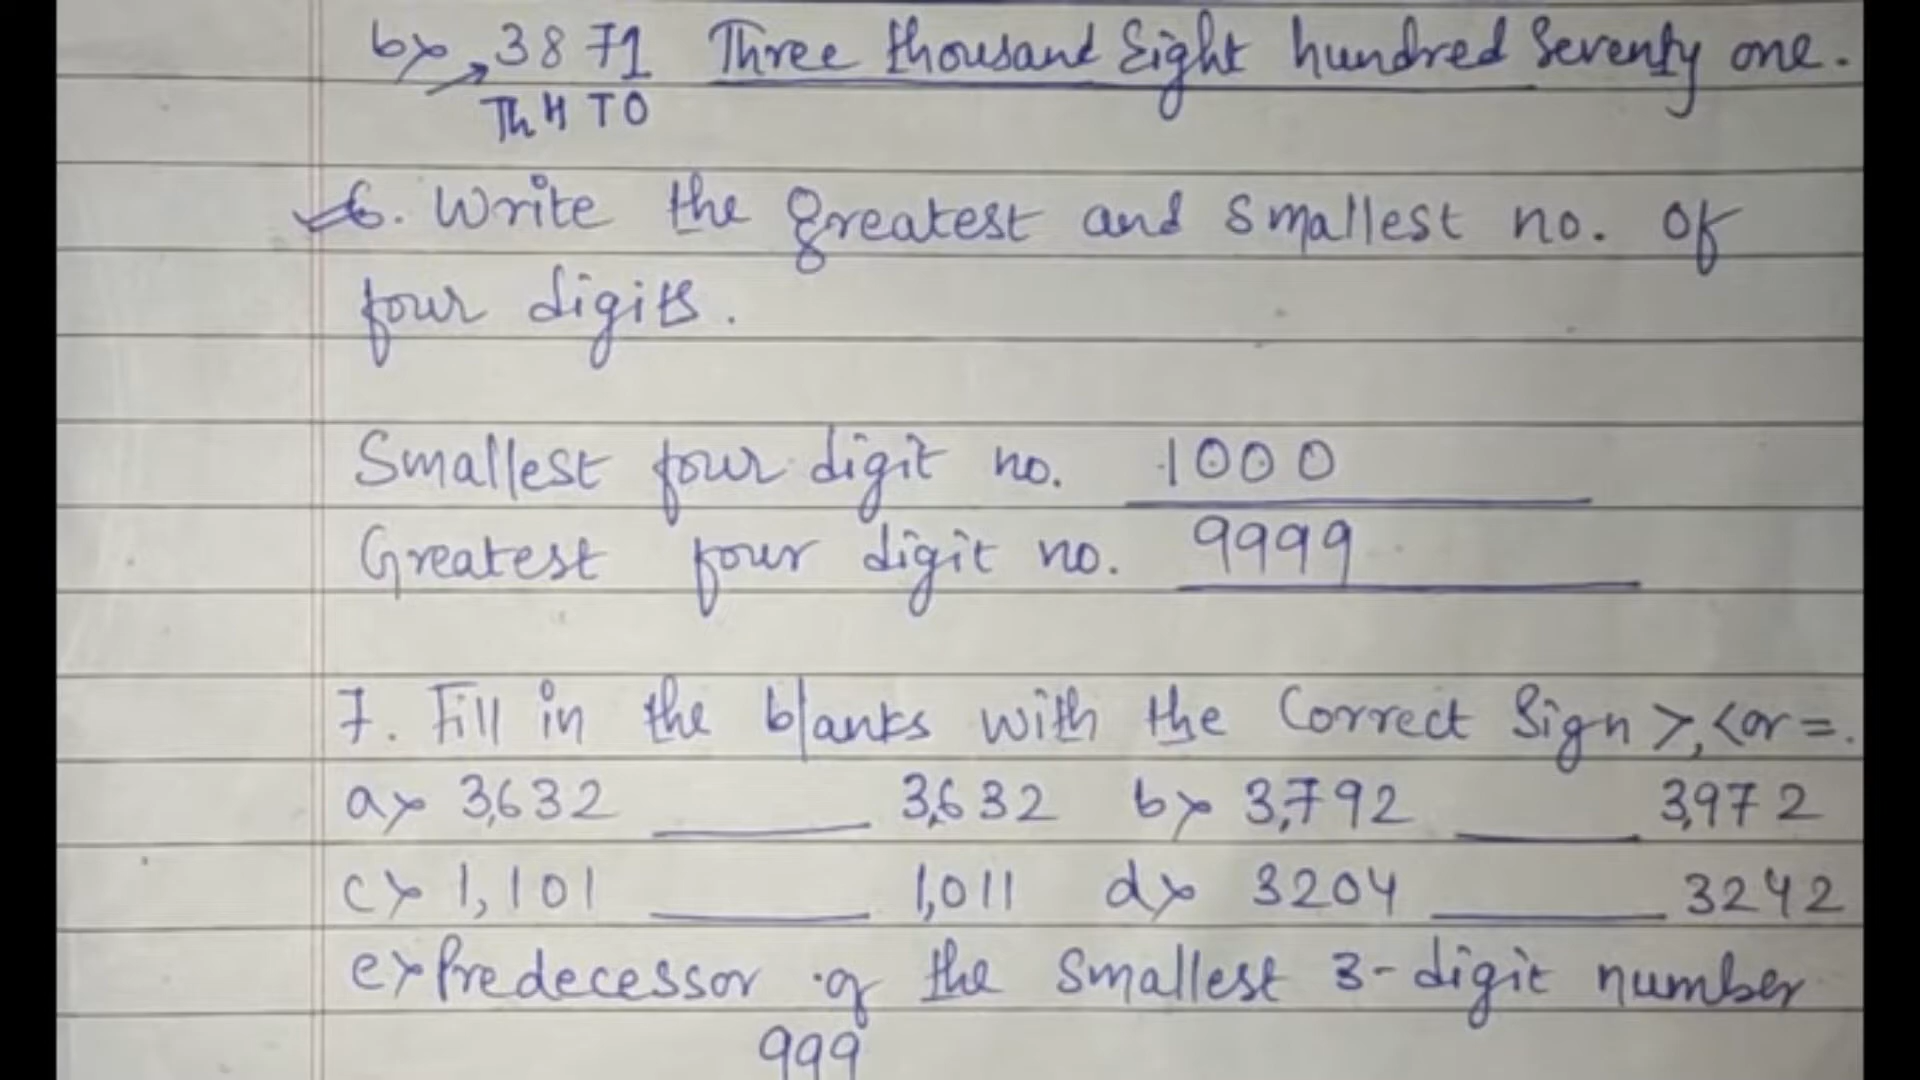 b> 3871 Three thousand Eight hundred Seventy one.
Th H T O
6. Write the greatest and smallest no. of
four digits.
Smallest four digit no. 1000
Greatest four digit no. 9999
7. Fill in the blanks with the Correct Sign >, < or =.
a> 3,632 ______ 3,632 b> 3,792 ______ 3,972
c> 1,101 ______ 1,011 d> 3204 ______ 3242
e> Predecessor of the smallest 3-digit number
999